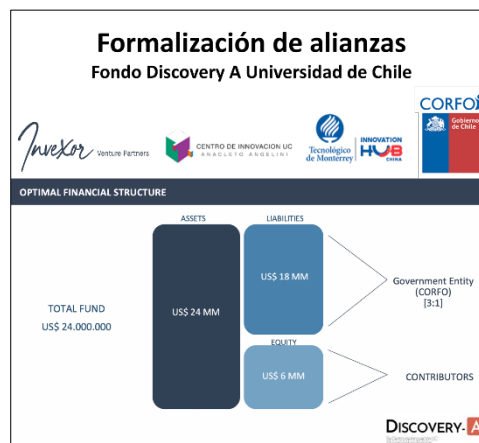 Formalización de alianzas
Fondo Discovery A Universidad de Chile
Invexor Venture Partners
CENTRO DE INNOVACION UC
ANACLETO ANGELINI
Tecnológico
de Monterrey
INNOVATION
HUB
CHINA
CORFO
Gobierno
de Chile
OPTIMAL FINANCIAL STRUCTURE
ASSETS
LIABILITIES
TOTAL FUND
US$ 24.000.000
US$ 24 MM
US$ 18 MM
Government Entity
(CORFO)
[3:1]
EQUITY
US$ 6 MM
CONTRIBUTORS
DISCOVERY-A